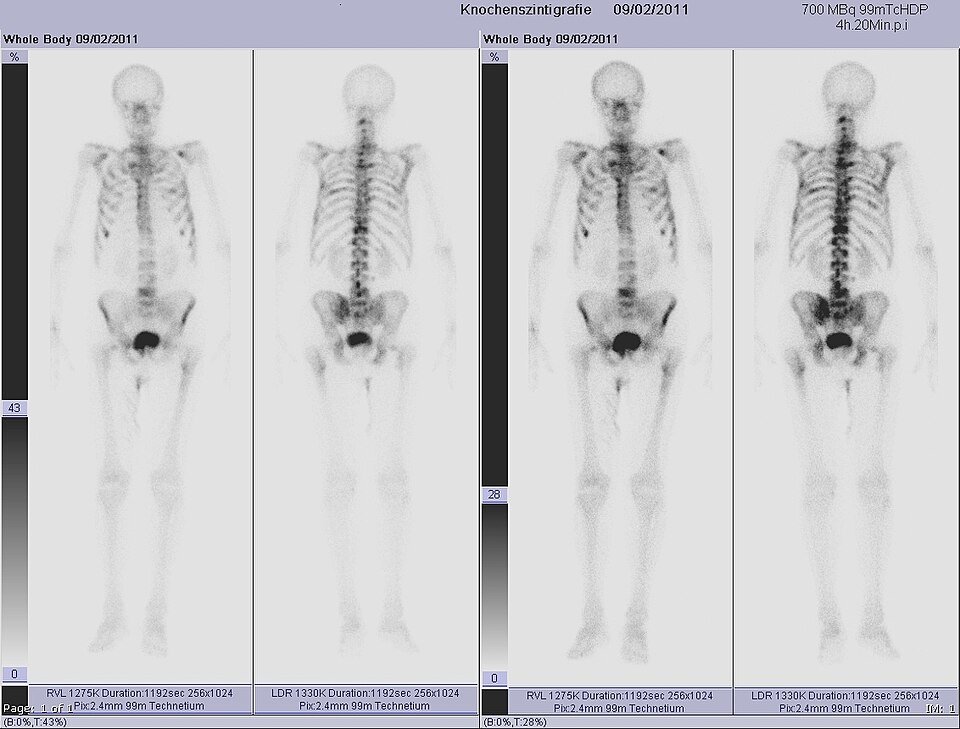 Knochenszintigrafie 09/02/2011 700 MBq 99mTcHDP
4h.20Min.p.i
Whole Body 09/02/2011 Whole Body 09/02/2011
% %
43
28
0 0
RVL 1275K Duration:1192sec 256x1024 LDR 1330K Duration:1192sec 256x1024 RVL 1275K Duration:1192sec 256x1024 LDR 1330K Duration:1192sec 256x1024
Page: 1 of 1 Pix:2.4mm 99m Technetium Pix:2.4mm 99m Technetium Pix:2.4mm 99m Technetium Pix:2.4mm 99m Technetium IM: 1
(B:0%,T:43%) (B:0%,T:28%)